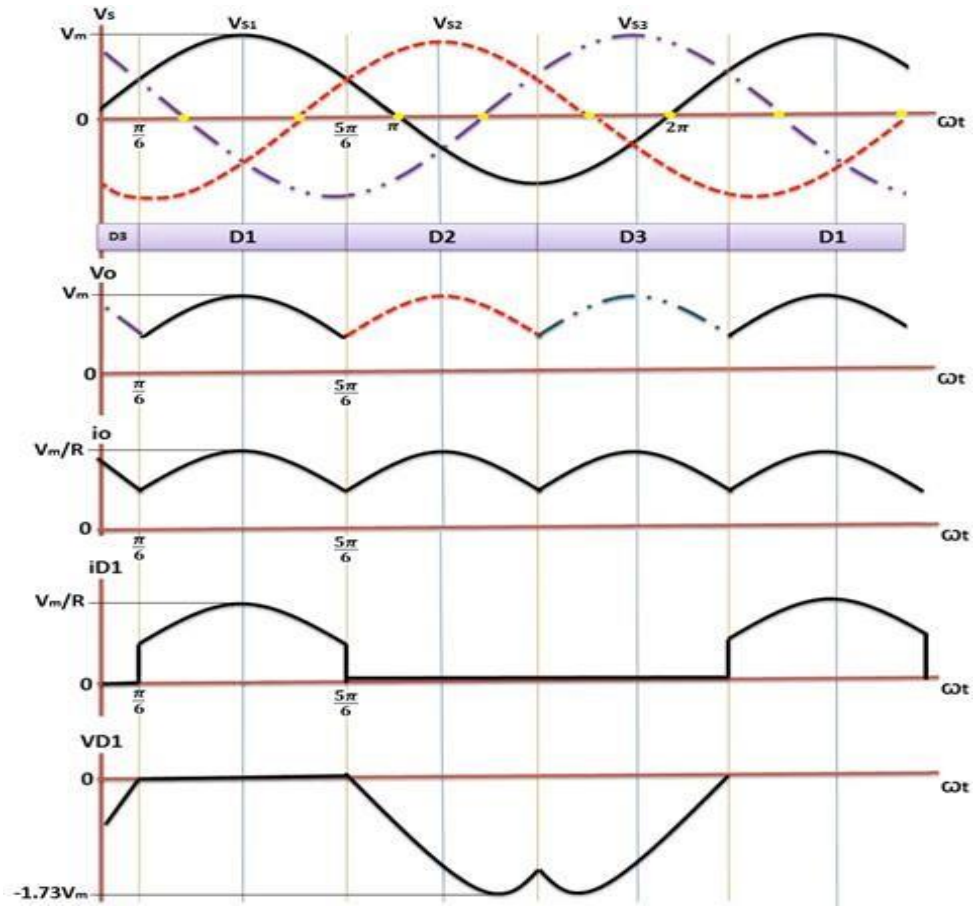 Vs
Vs1 Vs2 Vs3
Vm
0 π/6 5π/6 π 2π ωt
D3 D1 D2 D3 D1
Vo
Vm
0 ωt
π/6 5π/6
io
Vm/R
0 ωt
π/6 5π/6
iD1
Vm/R
0 ωt
π/6 5π/6
VD1
0 ωt
-1.73Vm